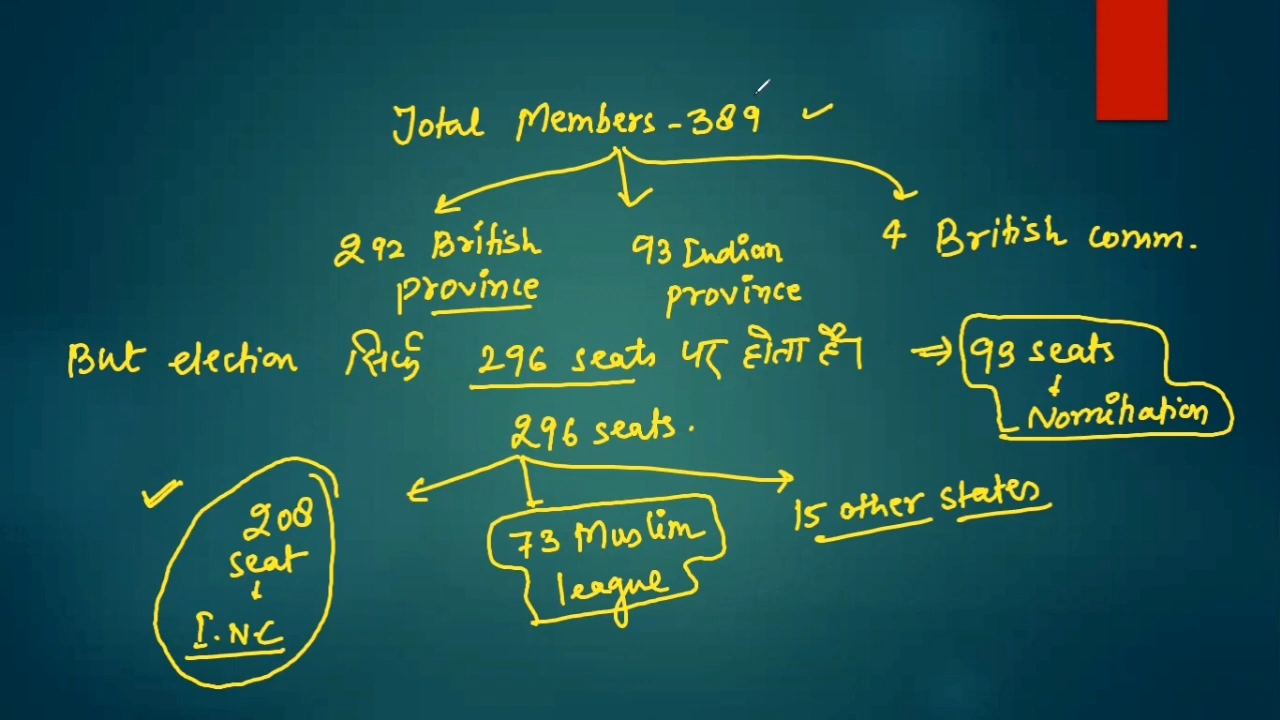 Total Members - 389
292 British
province
93 Indian
province
4 British comm.
But election सिर्फ 296 seats पर होता है। ⇒ 93 seats
↓
Nomination
296 seats.
208
seat
↓
I.NC
73 Muslim
league
15 other states